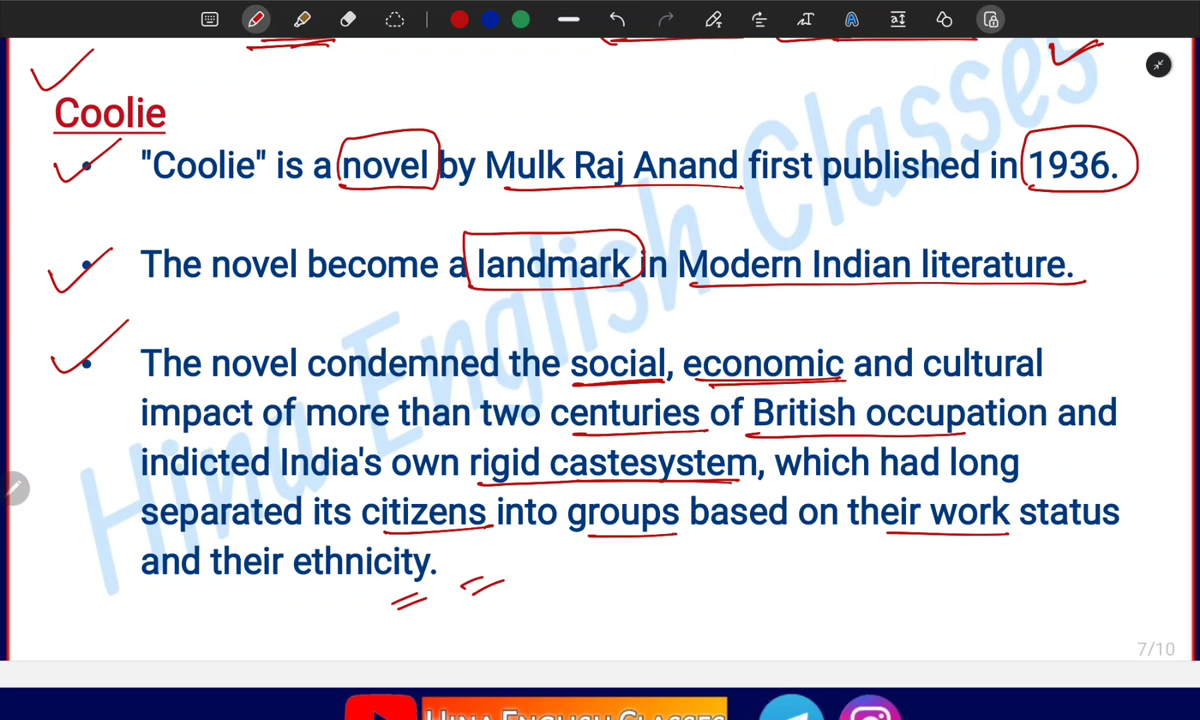 Coolie
• "Coolie" is a novel by Mulk Raj Anand first published in 1936.
• The novel become a landmark in Modern Indian literature.
• The novel condemned the social, economic and cultural
impact of more than two centuries of British occupation and
indicted India's own rigid castesystem, which had long
separated its citizens into groups based on their work status
and their ethnicity.
Hina English Classes
7/10
HINA ENGLISH CLASSES